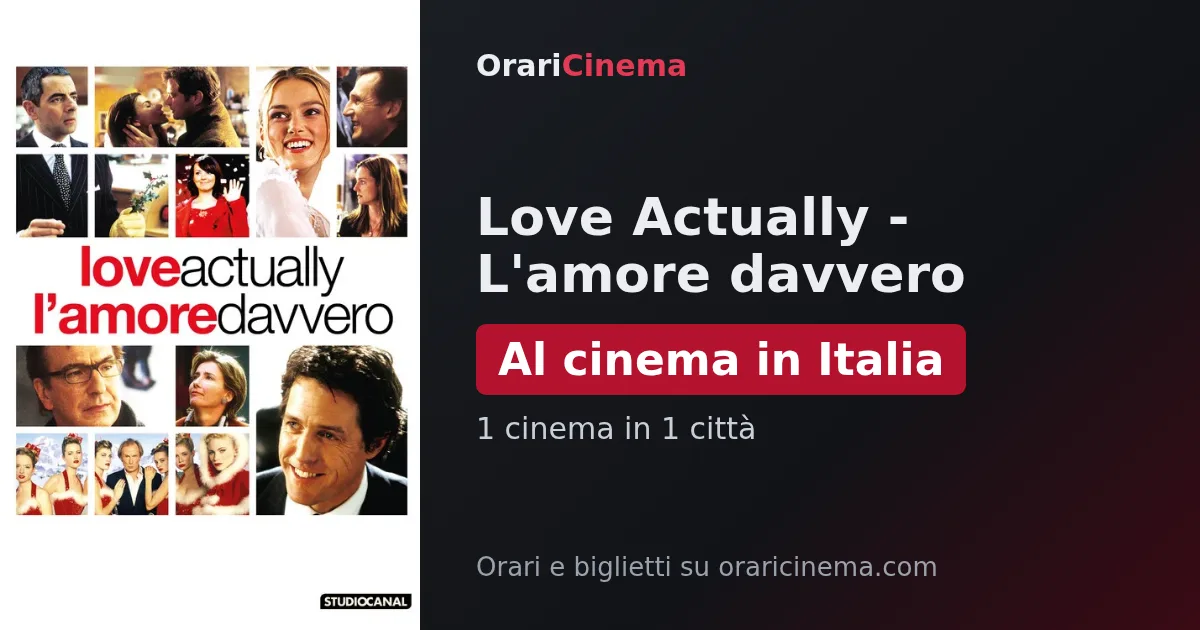 loveactually
l'amoredavvero
STUDIOCANAL
OrariCinema
Love Actually -
L'amore davvero
Al cinema in Italia
1 cinema in 1 città
Orari e biglietti su oraricinema.com